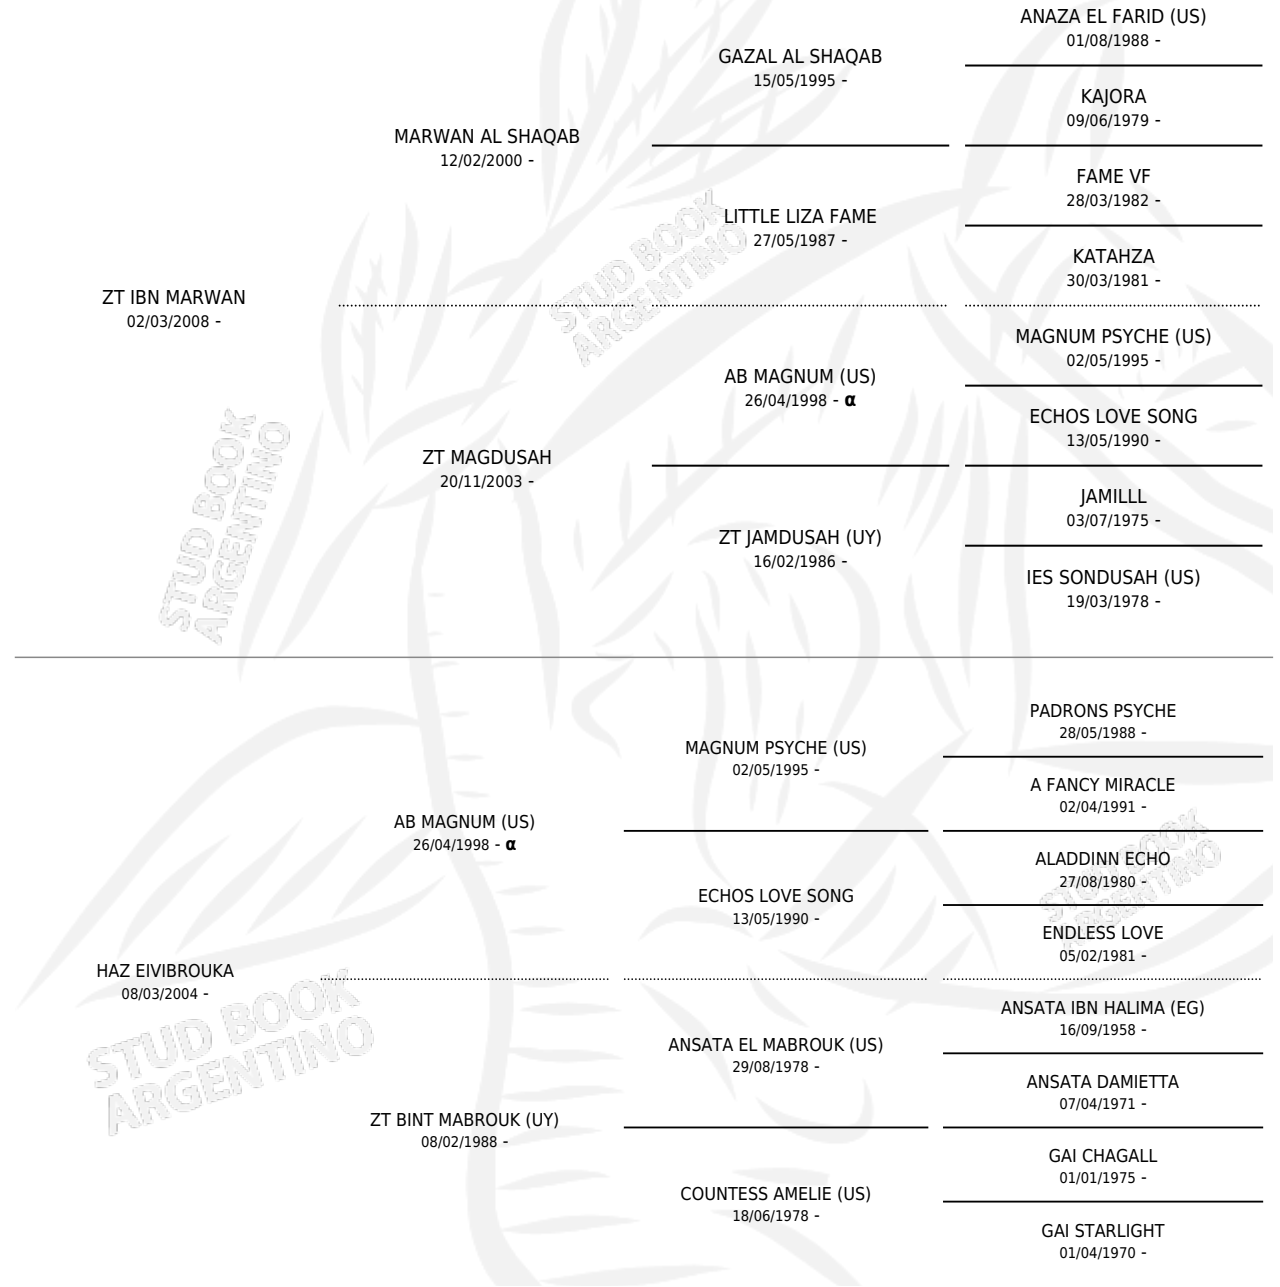 ANAZA EL FARID (US)
01/08/1988 -
GAZAL AL SHAQAB
15/05/1995 -
KAJORA
09/06/1979 -
MARWAN AL SHAQAB
12/02/2000 -
FAME VF
28/03/1982 -
LITTLE LIZA FAME
27/05/1987 -
KATAHZA
30/03/1981 -
ZT IBN MARWAN
02/03/2008 -
MAGNUM PSYCHE (US)
02/05/1995 -
AB MAGNUM (US)
26/04/1998 - α
ECHOS LOVE SONG
13/05/1990 -
ZT MAGDUSAH
20/11/2003 -
JAMILLL
03/07/1975 -
ZT JAMDUSAH (UY)
16/02/1986 -
IES SONDUSAH (US)
19/03/1978 -
STUD BOOK
ARGENTINO
STUD BOOK
ARGENTINO
PADRONS PSYCHE
28/05/1988 -
MAGNUM PSYCHE (US)
02/05/1995 -
A FANCY MIRACLE
02/04/1991 -
AB MAGNUM (US)
26/04/1998 - α
ALADDINN ECHO
27/08/1980 -
ECHOS LOVE SONG
13/05/1990 -
ENDLESS LOVE
05/02/1981 -
HAZ EIVIBROUKA
08/03/2004 -
ANSATA IBN HALIMA (EG)
16/09/1958 -
ANSATA EL MABROUK (US)
29/08/1978 -
ANSATA DAMIETTA
07/04/1971 -
ZT BINT MABROUK (UY)
08/02/1988 -
GAI CHAGALL
01/01/1975 -
COUNTESS AMELIE (US)
18/06/1978 -
GAI STARLIGHT
01/04/1970 -
STUD BOOK
ARGENTINO
STUD BOOK
ARGENTINO